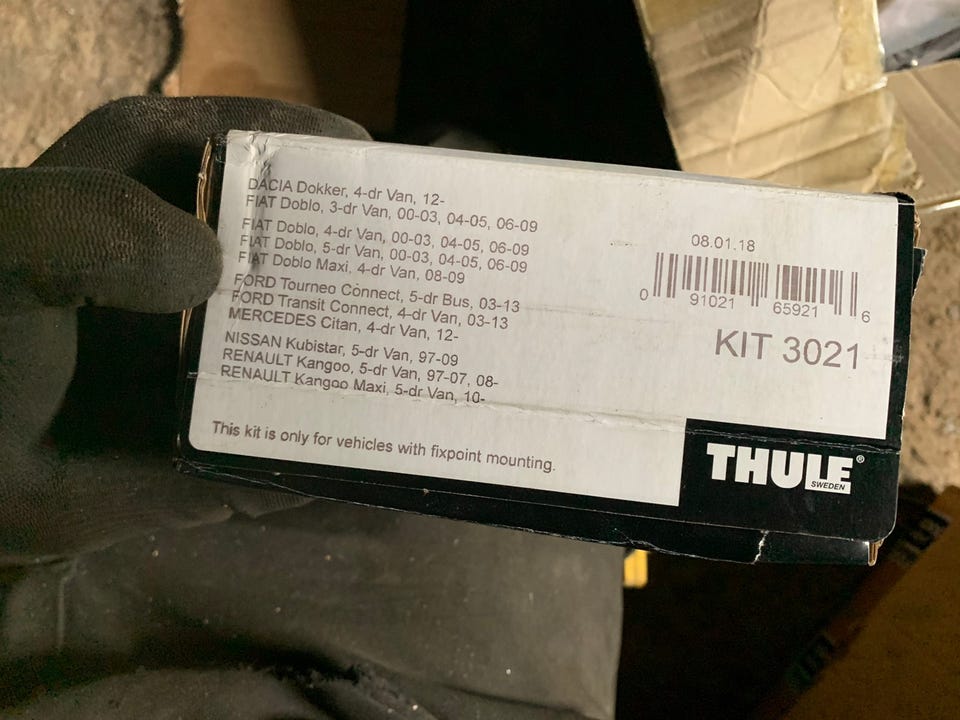 DACIA Dokker, 4-dr Van, 12-
FIAT Doblo, 3-dr Van, 00-03, 04-05, 06-09
FIAT Doblo, 4-dr Van, 00-03, 04-05, 06-09
FIAT Doblo, 5-dr Van, 00-03, 04-05, 06-09
FIAT Doblo Maxi, 4-dr Van, 08-09
FORD Tourneo Connect, 5-dr Bus, 03-13
FORD Transit Connect, 4-dr Van, 03-13
MERCEDES Citan, 4-dr Van, 12-
NISSAN Kubistar, 5-dr Van, 97-09
RENAULT Kangoo, 5-dr Van, 97-07, 08-
RENAULT Kangoo Maxi, 5-dr Van, 10-
This kit is only for vehicles with fixpoint mounting.
08.01.18
0 91021 65921 6
KIT 3021
THULE®
SWEDEN